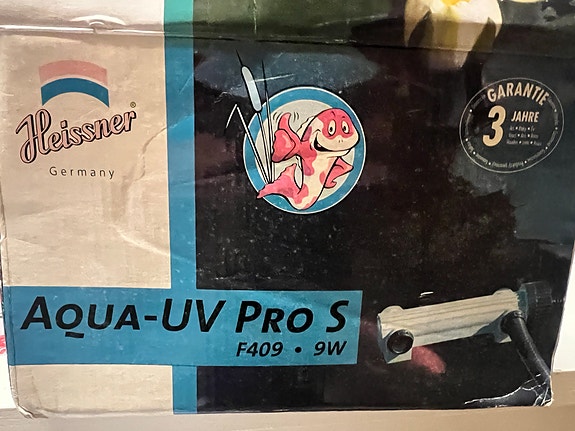 Heissner®
Germany
GARANTIE
3
JAHRE
AQUA-UV PRO S
F409 • 9W